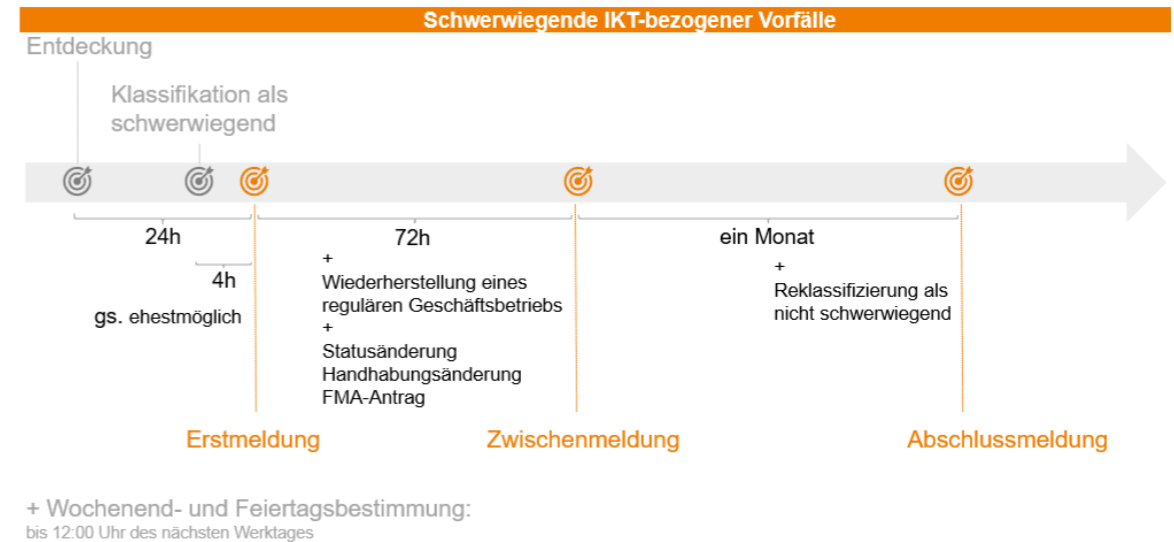 Schwerwiegende IKT-bezogener Vorfälle
Entdeckung
Klassifikation als
schwerwiegend
24h
72h
ein Monat
4h
gs. ehestmöglich
+
Wiederherstellung eines
regulären Geschäftsbetriebs
+
Statusänderung
Handhabungsänderung
FMA-Antrag
+
Reklassifizierung als
nicht schwerwiegend
Erstmeldung
Zwischenmeldung
Abschlussmeldung
+ Wochenend- und Feiertagsbestimmung:
bis 12:00 Uhr des nächsten Werktages